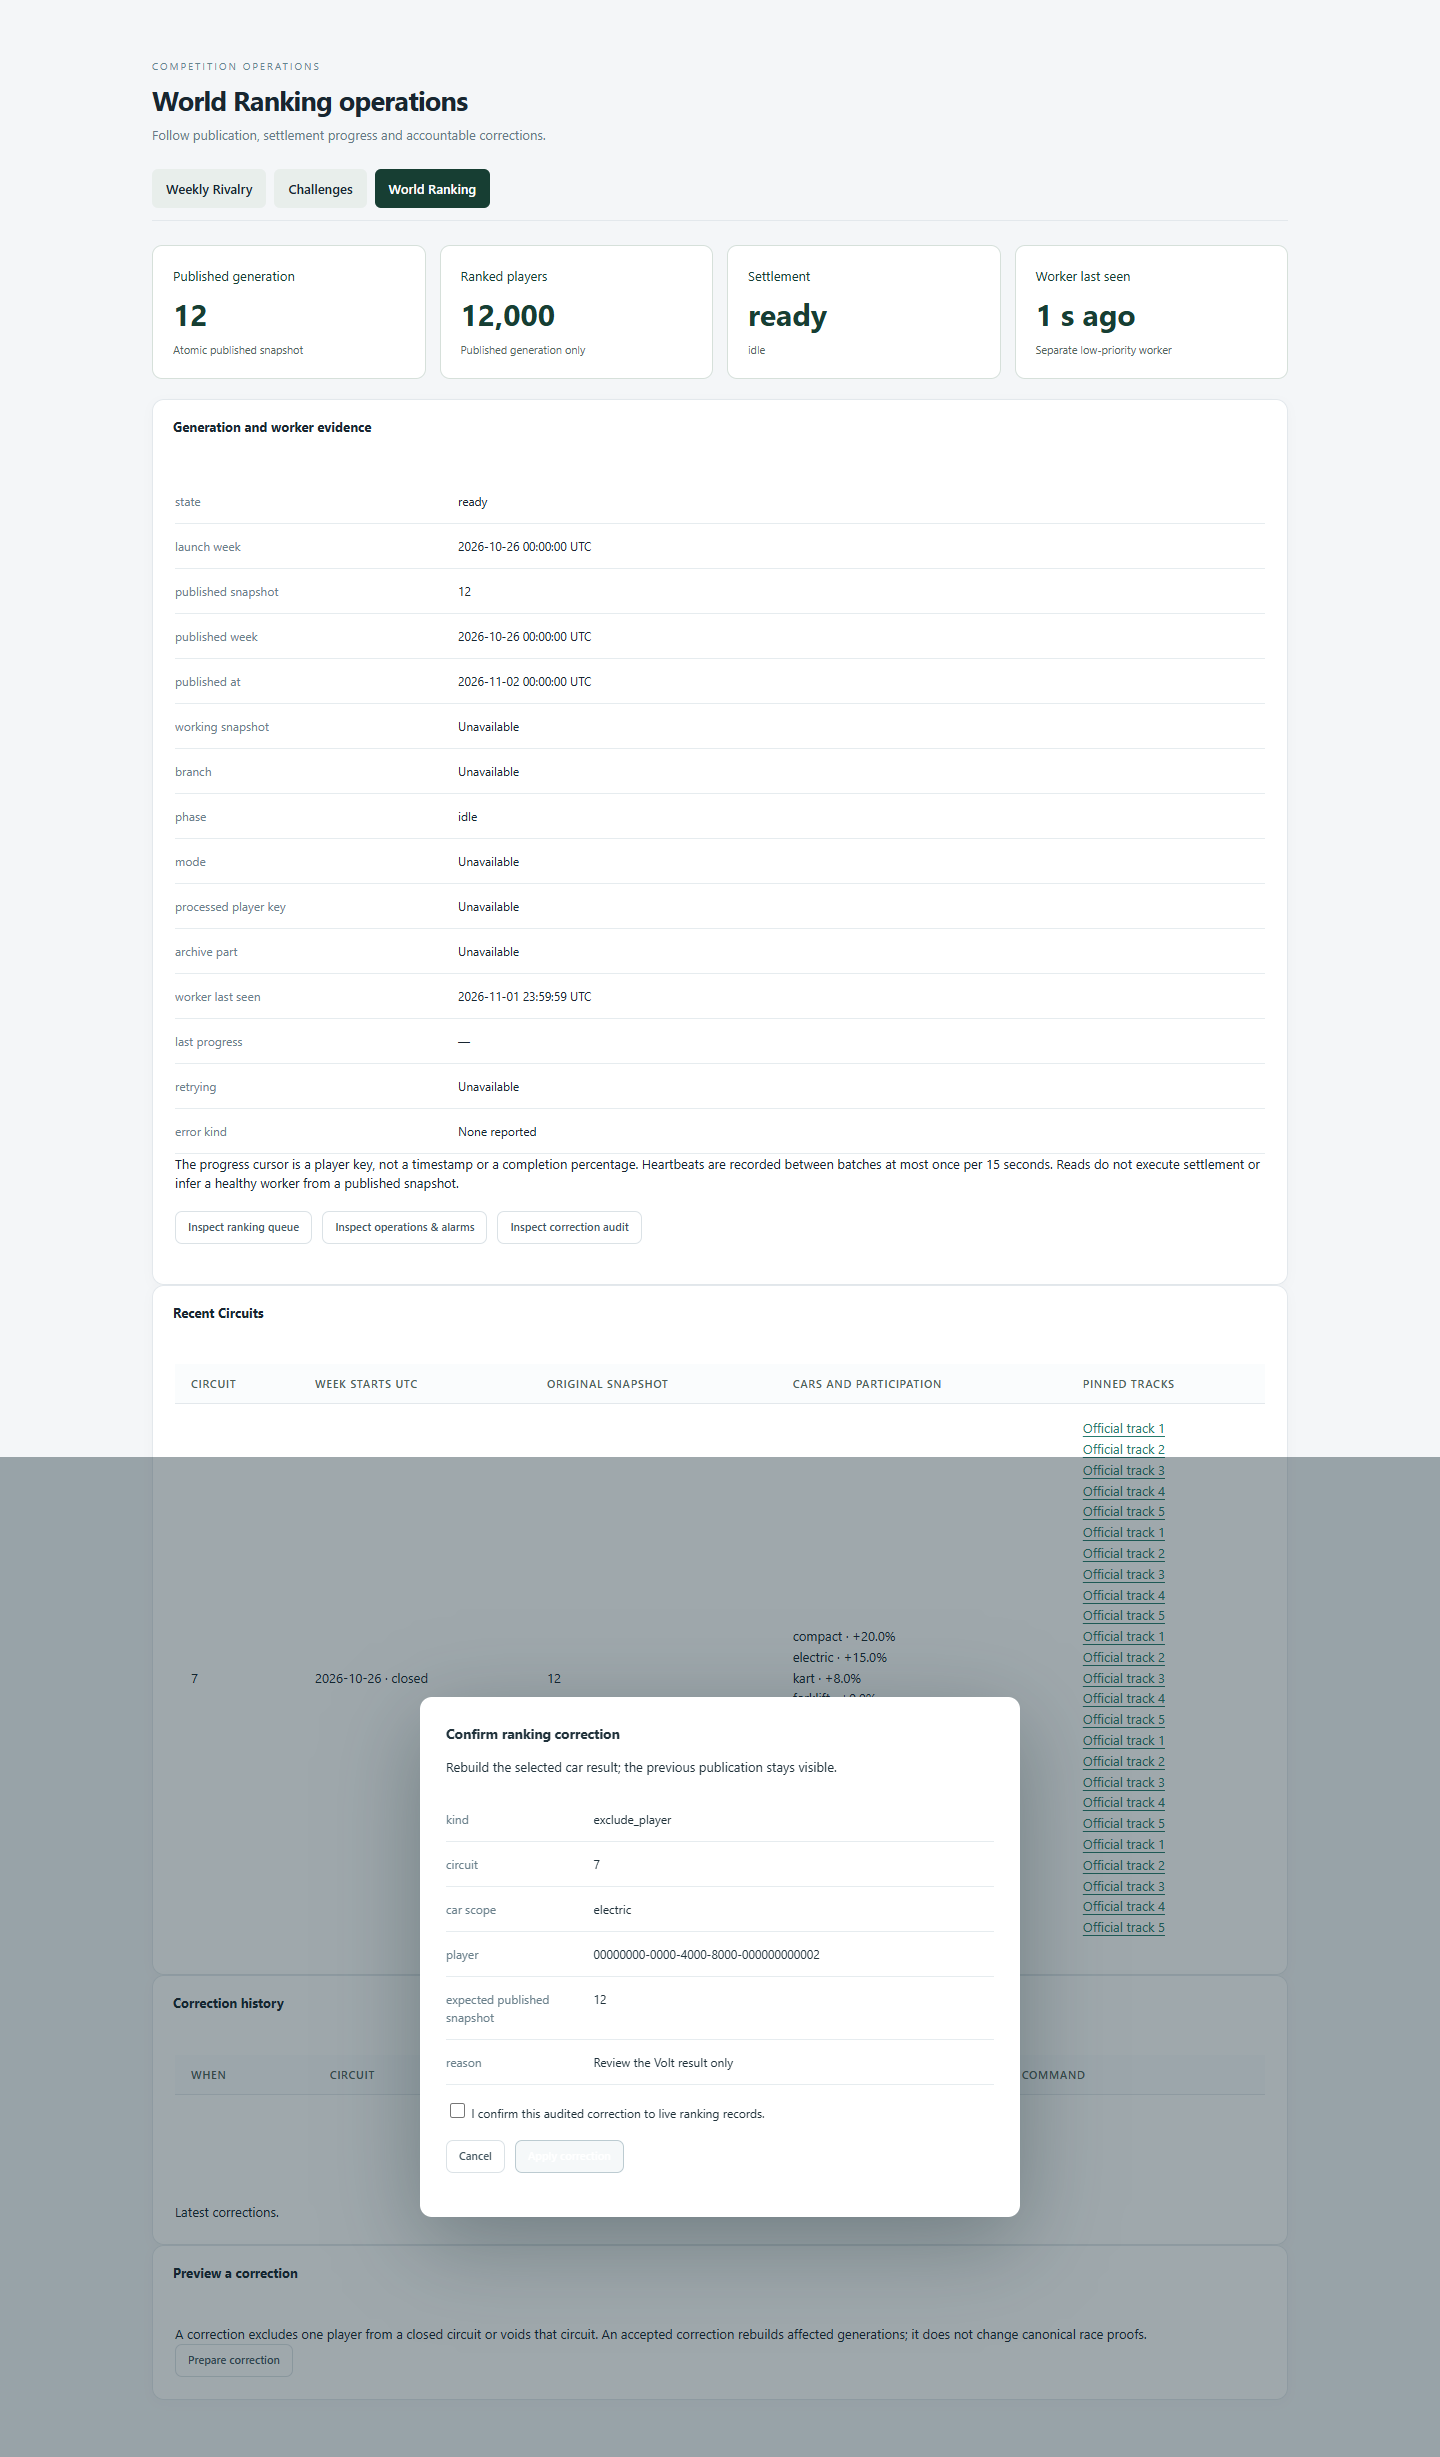 COMPETITION OPERATIONS
World Ranking operations
Follow publication, settlement progress and accountable corrections.
Weekly Rivalry
Challenges
World Ranking
Published generation
12
Atomic published snapshot
Ranked players
12,000
Published generation only
Settlement
ready
idle
Worker last seen
1 s ago
Separate low-priority worker
Generation and worker evidence
state ready
launch week 2026-10-26 00:00:00 UTC
published snapshot 12
published week 2026-10-26 00:00:00 UTC
published at 2026-11-02 00:00:00 UTC
working snapshot Unavailable
branch Unavailable
phase idle
mode Unavailable
processed player key Unavailable
archive part Unavailable
worker last seen 2026-11-01 23:59:59 UTC
last progress —
retrying Unavailable
error kind None reported
The progress cursor is a player key, not a timestamp or a completion percentage. Heartbeats are recorded between batches at most once per 15 seconds. Reads do not execute settlement or
infer a healthy worker from a published snapshot.
Inspect ranking queue
Inspect operations & alarms
Inspect correction audit
Recent Circuits
CIRCUIT WEEK STARTS UTC ORIGINAL SNAPSHOT CARS AND PARTICIPATION PINNED TRACKS
7 2026-10-26 · closed 12
compact · +20.0%
electric · +15.0%
kart · +8.0%
Official track 1
Official track 2
Official track 3
Official track 4
Official track 5
Official track 1
Official track 2
Official track 3
Official track 4
Official track 5
Official track 1
Official track 2
Official track 3
Official track 4
Official track 5
Official track 1
Official track 2
Official track 3
Official track 4
Official track 5
Official track 1
Official track 2
Official track 3
Official track 4
Official track 5
Confirm ranking correction
Rebuild the selected car result; the previous publication stays visible.
kind exclude_player
circuit 7
car scope electric
player 00000000-0000-4000-8000-000000000002
expected published
snapshot 12
reason Review the Volt result only
I confirm this audited correction to live ranking records.
Cancel
Apply correction
Correction history
WHEN CIRCUIT COMMAND
Latest corrections.
Preview a correction
A correction excludes one player from a closed circuit or voids that circuit. An accepted correction rebuilds affected generations; it does not change canonical race proofs.
Prepare correction